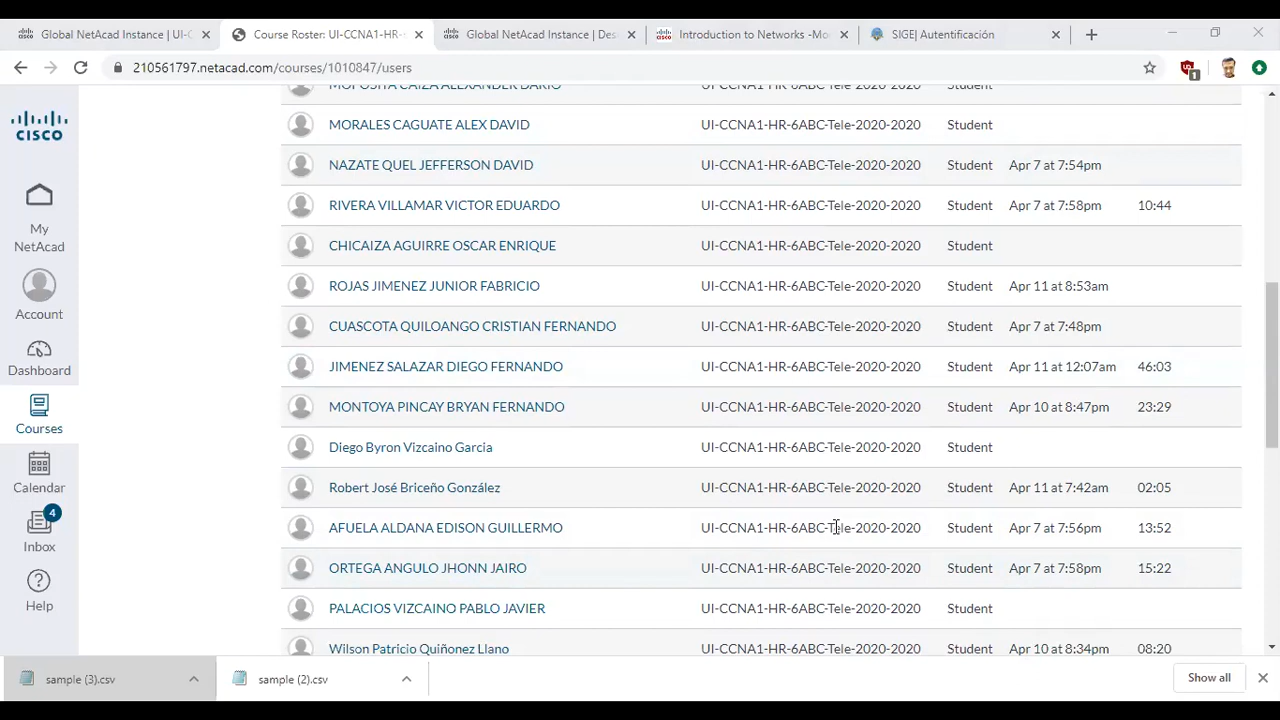 Global NetAcad Instance | UI-C
Course Roster: UI-CCNA1-HR-
Global NetAcad Instance | Des
Introduction to Networks -Mo
SIGE| Autentificación
210561797.netacad.com/courses/1010847/users
1
CISCO
My NetAcad
Account
Dashboard
Courses
Calendar
4
Inbox
Help
MOPOSITA CAIZA ALEXANDER DARIO UI-CCNA1-HR-6ABC-Tele-2020-2020 Student
MORALES CAGUATE ALEX DAVID UI-CCNA1-HR-6ABC-Tele-2020-2020 Student
NAZATE QUEL JEFFERSON DAVID UI-CCNA1-HR-6ABC-Tele-2020-2020 Student Apr 7 at 7:54pm
RIVERA VILLAMAR VICTOR EDUARDO UI-CCNA1-HR-6ABC-Tele-2020-2020 Student Apr 7 at 7:58pm 10:44
CHICAIZA AGUIRRE OSCAR ENRIQUE UI-CCNA1-HR-6ABC-Tele-2020-2020 Student
ROJAS JIMENEZ JUNIOR FABRICIO UI-CCNA1-HR-6ABC-Tele-2020-2020 Student Apr 11 at 8:53am
CUASCOTA QUILOANGO CRISTIAN FERNANDO UI-CCNA1-HR-6ABC-Tele-2020-2020 Student Apr 7 at 7:48pm
JIMENEZ SALAZAR DIEGO FERNANDO UI-CCNA1-HR-6ABC-Tele-2020-2020 Student Apr 11 at 12:07am 46:03
MONTOYA PINCAY BRYAN FERNANDO UI-CCNA1-HR-6ABC-Tele-2020-2020 Student Apr 10 at 8:47pm 23:29
Diego Byron Vizcaino Garcia UI-CCNA1-HR-6ABC-Tele-2020-2020 Student
Robert José Briceño González UI-CCNA1-HR-6ABC-Tele-2020-2020 Student Apr 11 at 7:42am 02:05
AFUELA ALDANA EDISON GUILLERMO UI-CCNA1-HR-6ABC-Tele-2020-2020 Student Apr 7 at 7:56pm 13:52
ORTEGA ANGULO JHONN JAIRO UI-CCNA1-HR-6ABC-Tele-2020-2020 Student Apr 7 at 7:58pm 15:22
PALACIOS VIZCAINO PABLO JAVIER UI-CCNA1-HR-6ABC-Tele-2020-2020 Student
Wilson Patricio Quiñonez Llano UI-CCNA1-HR-6ABC-Tele-2020-2020 Student Apr 10 at 8:34pm 08:20
sample (3).csv
sample (2).csv
Show all